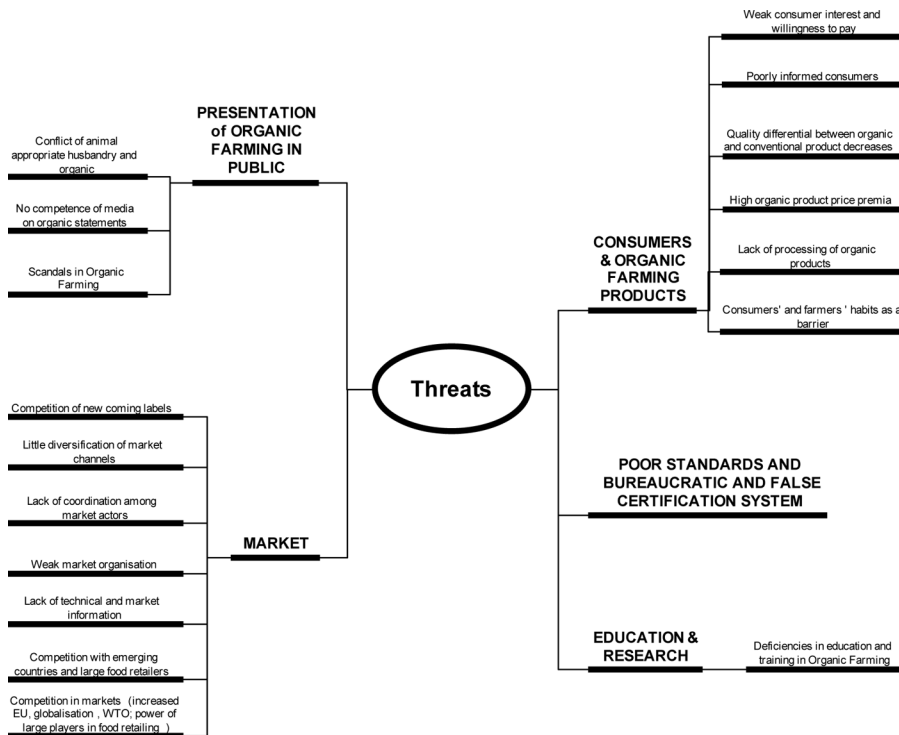 PRESENTATION
of ORGANIC
FARMING IN
PUBLIC
Conflict of animal
appropriate husbandry and
organic
No competence of media
on organic statements
Scandals in Organic
Farming
Threats
Competition of new coming labels
Little diversification of market
channels
Lack of coordination among
market actors
MARKET
Weak market organisation
Lack of technical and market
information
Competition with emerging
countries and large food retailers
Competition in markets (increased
EU, globalisation , WTO; power of
large players in food retailing )
Weak consumer interest and
willingness to pay
Poorly informed consumers
Quality differential between organic
and conventional product decreases
High organic product price premia
CONSUMERS
& ORGANIC
FARMING
PRODUCTS
Lack of processing of organic
products
Consumers' and farmers ' habits as a
barrier
POOR STANDARDS AND
BUREAUCRATIC AND FALSE
CERTIFICATION SYSTEM
EDUCATION &
RESEARCH
Deficiencies in education and
training in Organic Farming